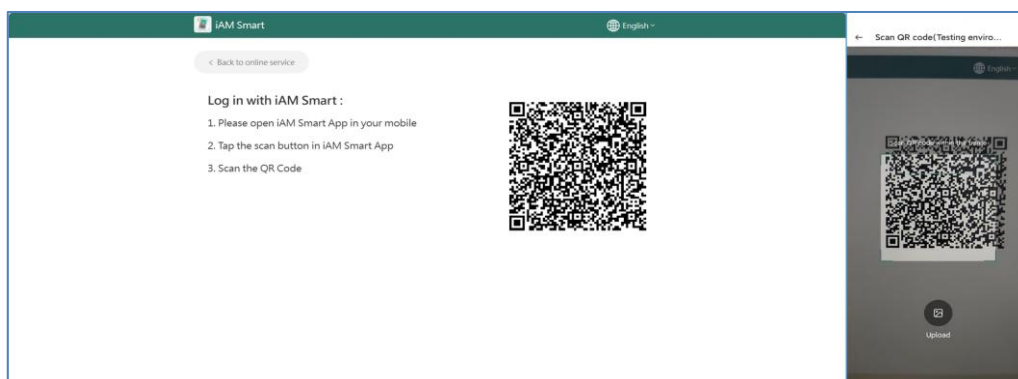 iAM Smart
English
< Back to online service
Log in with iAM Smart :
1. Please open iAM Smart App in your mobile
2. Tap the scan button in iAM Smart App
3. Scan the QR Code
← Scan QR code(Testing enviro...
English
Upload